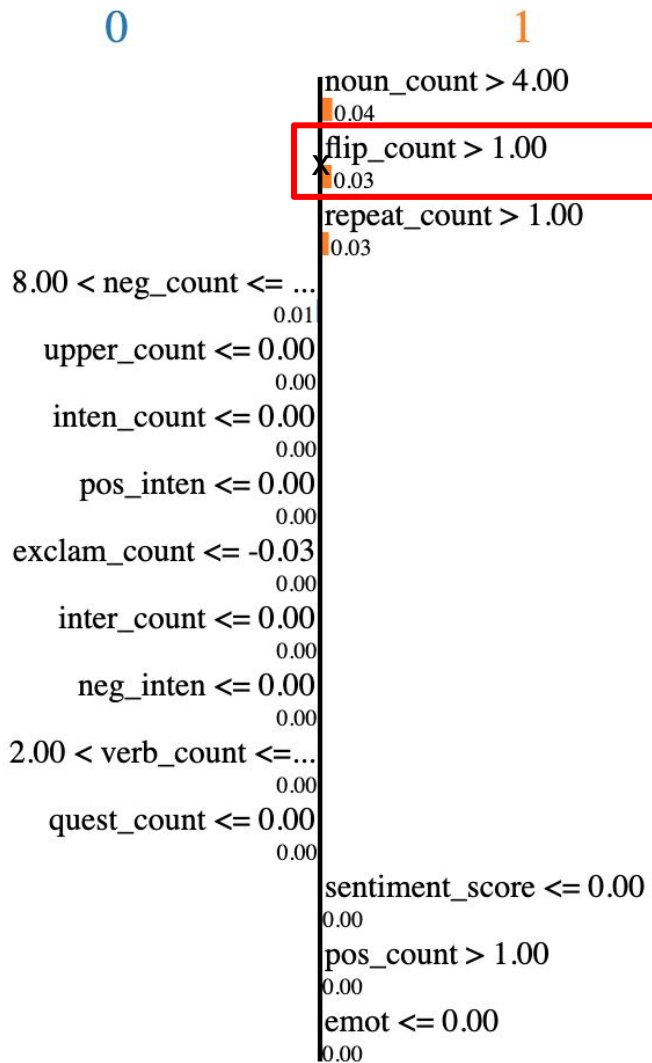 0 1
noun_count > 4.00
0.04
flip_count > 1.00
x
0.03
repeat_count > 1.00
0.03
8.00 < neg_count <= ...
0.01
upper_count <= 0.00
0.00
inten_count <= 0.00
0.00
pos_inten <= 0.00
0.00
exclam_count <= -0.03
0.00
inter_count <= 0.00
0.00
neg_inten <= 0.00
0.00
2.00 < verb_count <=...
0.00
quest_count <= 0.00
0.00
sentiment_score <= 0.00
0.00
pos_count > 1.00
0.00
emot <= 0.00
0.00